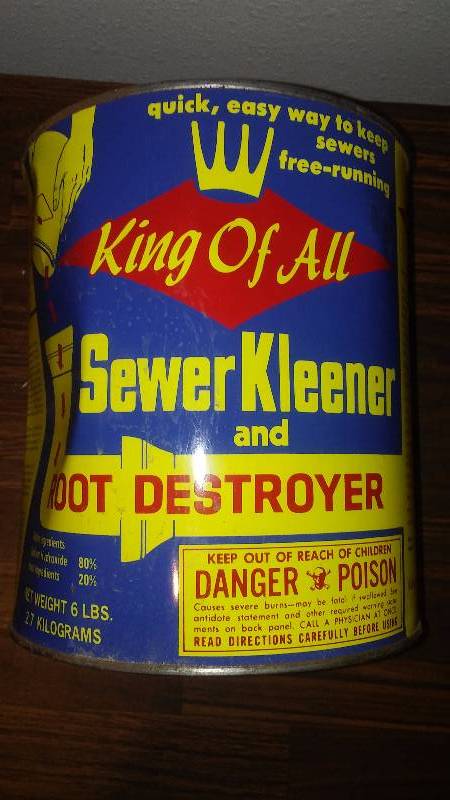 quick, easy way to keep
sewers
free-running
King Of All
Sewer Kleener
and
ROOT DESTROYER
ingredients
80%
ingredients 20%
NET WEIGHT 6 LBS.
2.7 KILOGRAMS
KEEP OUT OF REACH OF CHILDREN
DANGER POISON
Causes severe burns—may be fatal if swallowed. See
antidote statement and other required warning state-
ments on back panel. CALL A PHYSICIAN AT ONCE
READ DIRECTIONS CAREFULLY BEFORE USING